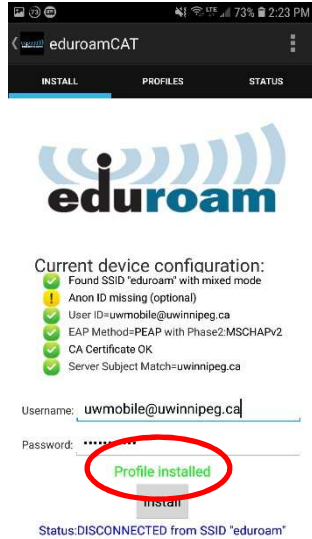 73% 2:23 PM
eduroamCAT
INSTALL PROFILES STATUS
eduroam
Current device configuration:
Found SSID "eduroam" with mixed mode
Anon ID missing (optional)
User ID=uwmobile@uwinnipeg.ca
EAP Method=PEAP with Phase2:MSCHAPv2
CA Certificate OK
Server Subject Match=uwinnipeg.ca
Username: uwmobile@uwinnipeg.ca
Password: ••••••••••
Profile installed
Install
Status:DISCONNECTED from SSID "eduroam"